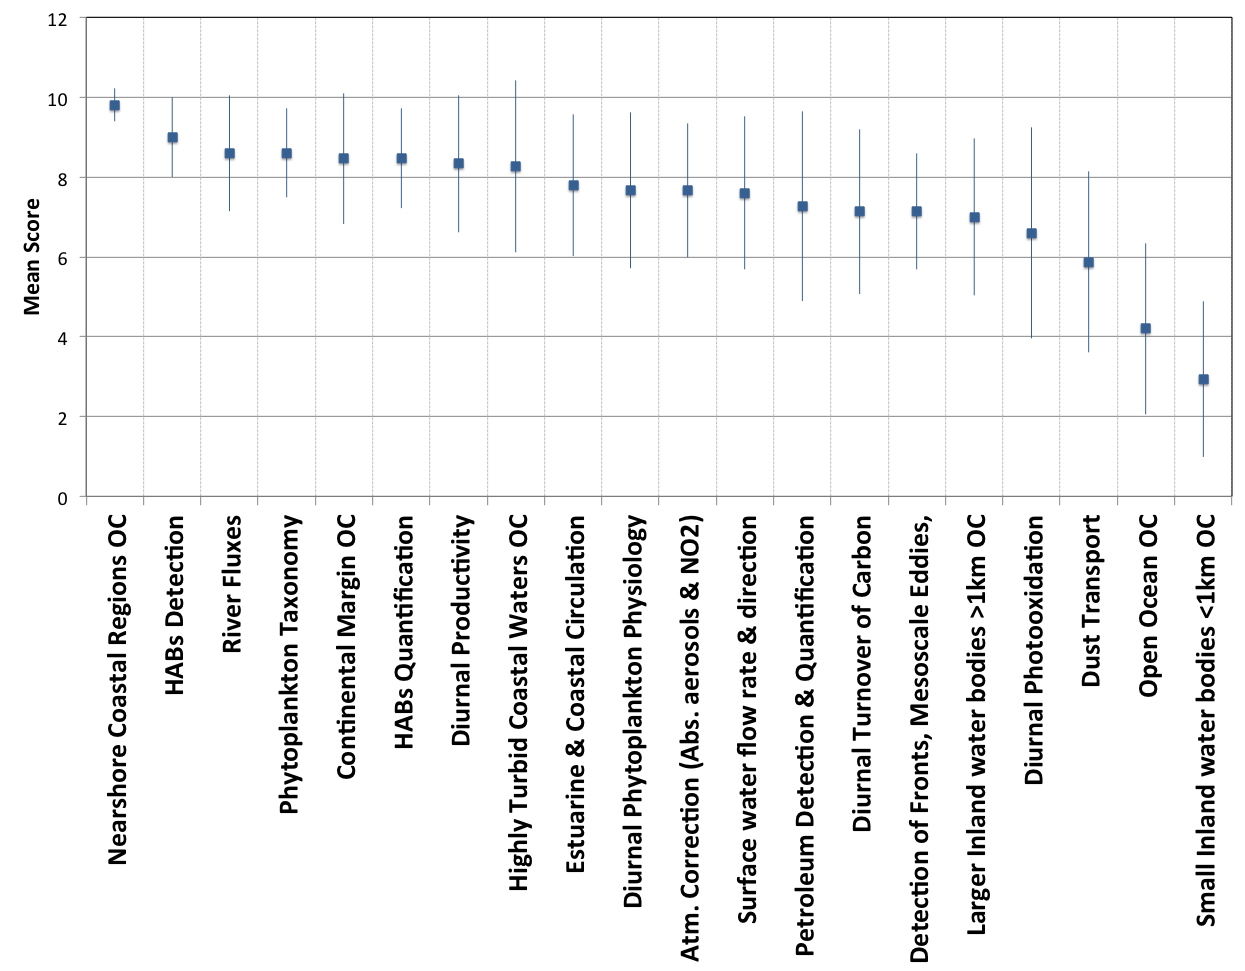 12
10
8
6
4
2
0
Mean Score
Nearshore Coastal Regions OC
HABs Detection
River Fluxes
Phytoplankton Taxonomy
Continental Margin OC
HABs Quantification
Diurnal Productivity
Highly Turbid Coastal Waters OC
Estuarine & Coastal Circulation
Diurnal Phytoplankton Physiology
Atm. Correction (Abs. aerosols & NO2)
Surface water flow rate & direction
Petroleum Detection & Quantification
Diurnal Turnover of Carbon
Detection of Fronts, Mesoscale Eddies,
Larger Inland water bodies >1km OC
Diurnal Photooxidation
Dust Transport
Open Ocean OC
Small Inland water bodies <1km OC